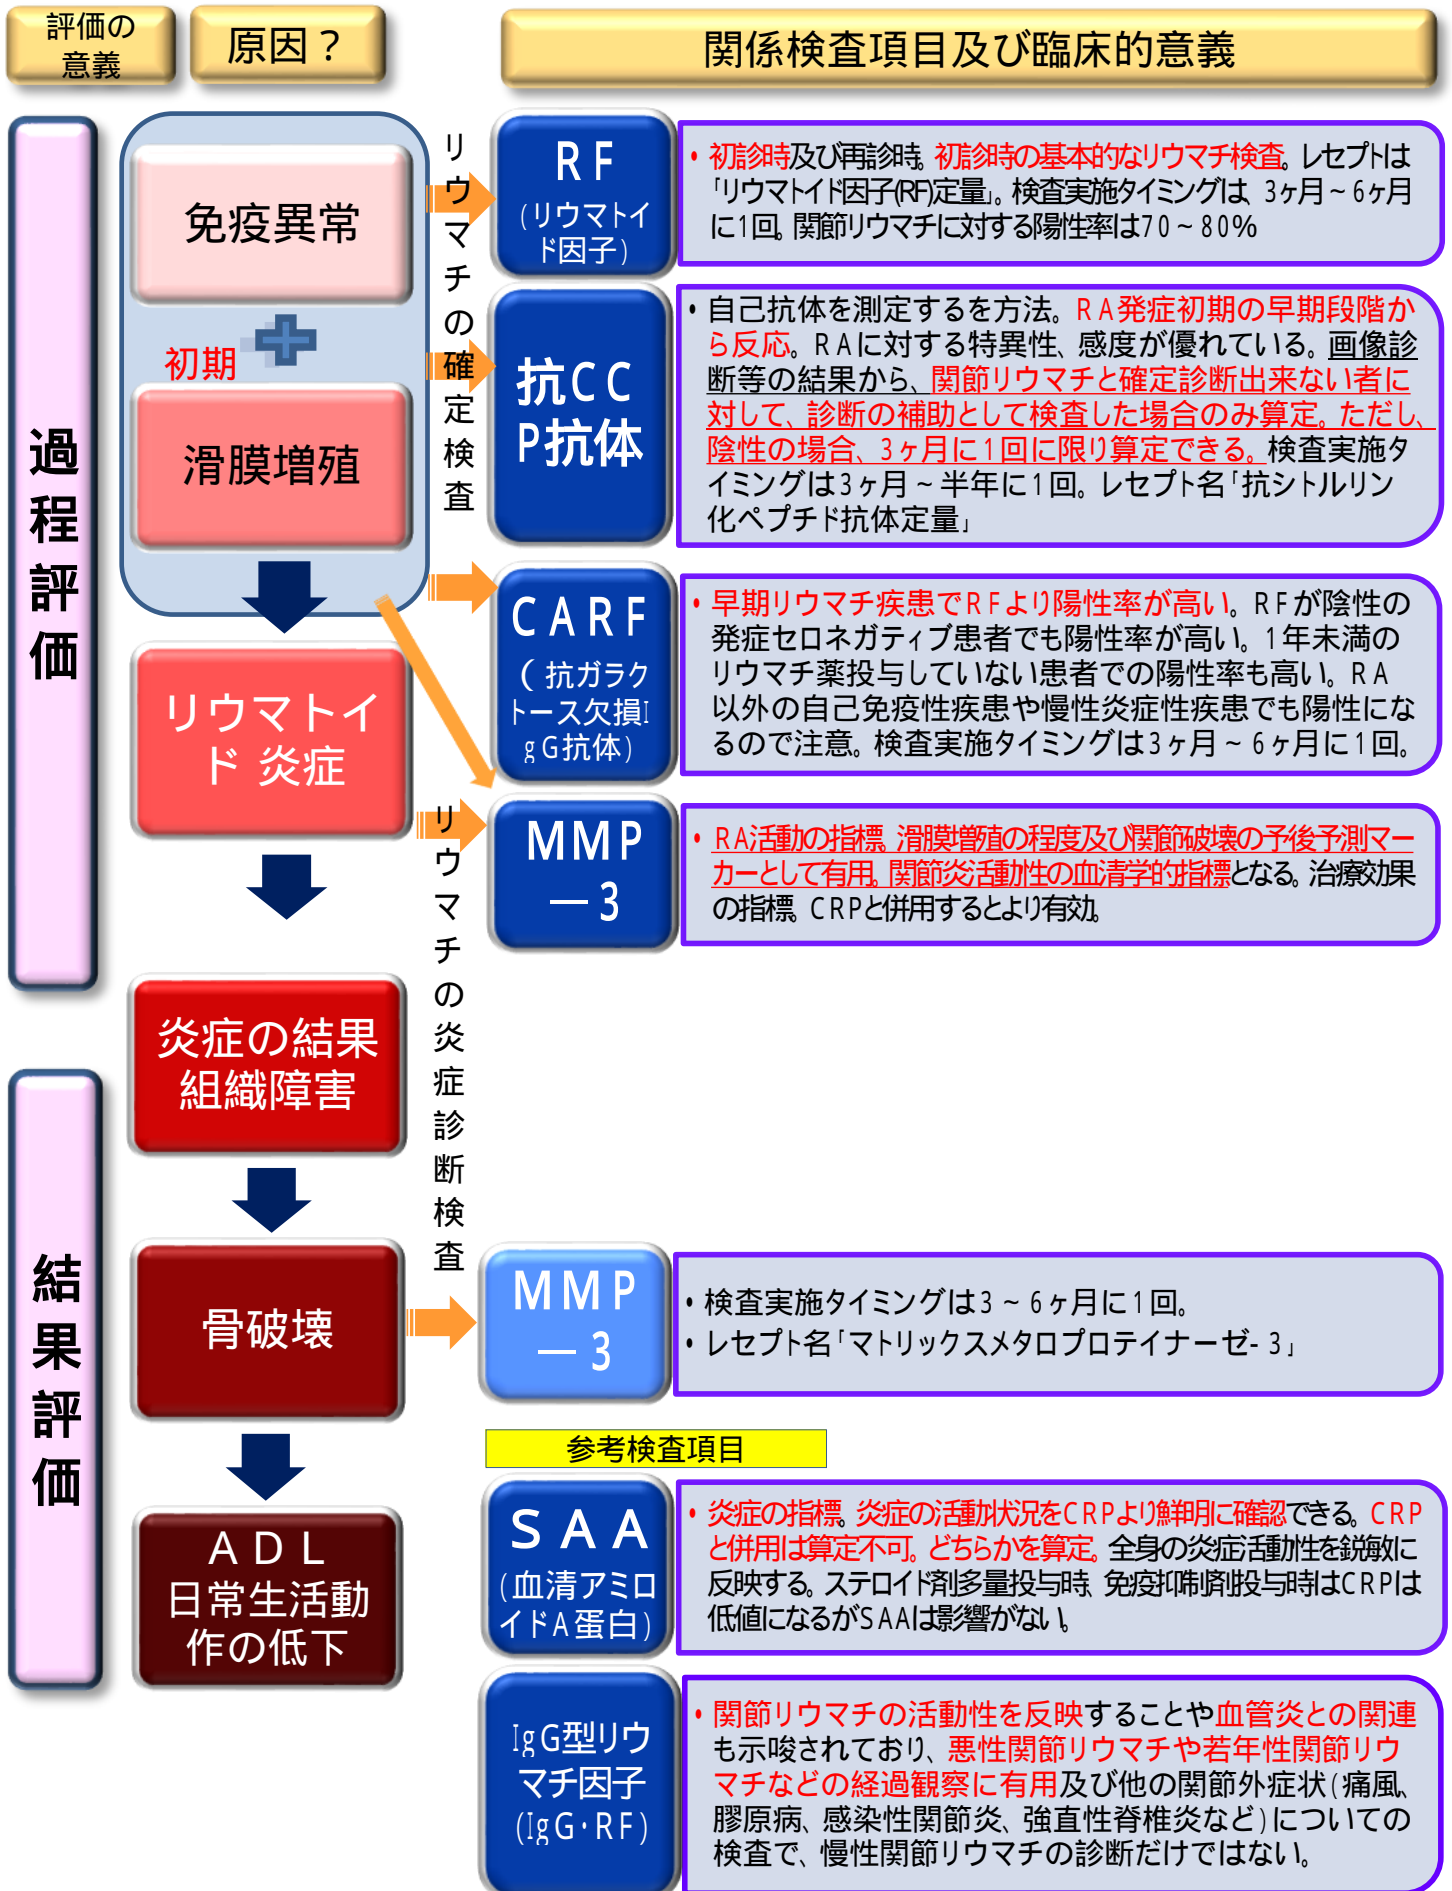 評価の
意義
原因？
関係検査項目及び臨床的意義
過程評価
免疫異常
初期
滑膜増殖
リウマチの確定検査
RF
(リウマトイ
ド因子)
・初診時及び再診時。初診時の基本的なリウマチ検査。レセプトは
「リウマトイド因子(RF)定量」。検査実施タイミングは、3ヶ月～6ヶ月
に1回。関節リウマチに対する陽性率は70～80%
抗CC
P抗体
・自己抗体を測定するを方法。RA発症初期の早期段階か
ら反応。RAに対する特異性、感度が優れている。画像診
断等の結果から、関節リウマチと確定診断出来ない者に
対して、診断の補助として検査した場合のみ算定。ただし、
陰性の場合、3ヶ月に1回に限り算定できる。検査実施タ
イミングは3ヶ月～半年に1回。レセプト名「抗シトルリン
化ペプチド抗体定量」
CARF
(抗ガラク
トース欠損I
gG抗体)
・早期リウマチ疾患でRFより陽性率が高い。RFが陰性の
発症セロネガティブ患者でも陽性率が高い。1年未満の
リウマチ薬投与していない患者での陽性率も高い。RA
以外の自己免疫性疾患や慢性炎症性疾患でも陽性にな
るので注意。検査実施タイミングは3ヶ月～6ヶ月に1回。
リウマトイ
ド 炎症
リウマチの炎症診断検査
MMP
―3
・RA活動の指標。滑膜増殖の程度及び関節破壊の予後予測マー
カーとして有用。関節炎活動性の血清学的指標となる。治療効果
の指標。CRPと併用するとより有効。
炎症の結果
組織障害
結果評価
骨破壊
MMP
―3
・検査実施タイミングは3～6ヶ月に1回。
・レセプト名「マトリックスメタロプロテイナーゼ-3」
ADL
日常生活動
作の低下
参考検査項目
SAA
(血清アミロ
イドA蛋白)
・炎症の指標。炎症の活動状況をCRPより鮮明に確認できる。CRP
と併用は算定不可。どちらかを算定。全身の炎症活動性を鋭敏に
反映する。ステロイド剤多量投与時、免疫抑制剤投与時はCRPは
低値になるがSAAは影響がない。
IgG型リウ
マチ因子
(IgG・RF)
・関節リウマチの活動性を反映することや血管炎との関連
も示唆されており、悪性関節リウマチや若年性関節リウ
マチなどの経過観察に有用及び他の関節外症状(痛風、
膠原病、感染性関節炎、強直性脊椎炎など)についての
検査で、慢性関節リウマチの診断だけではない。